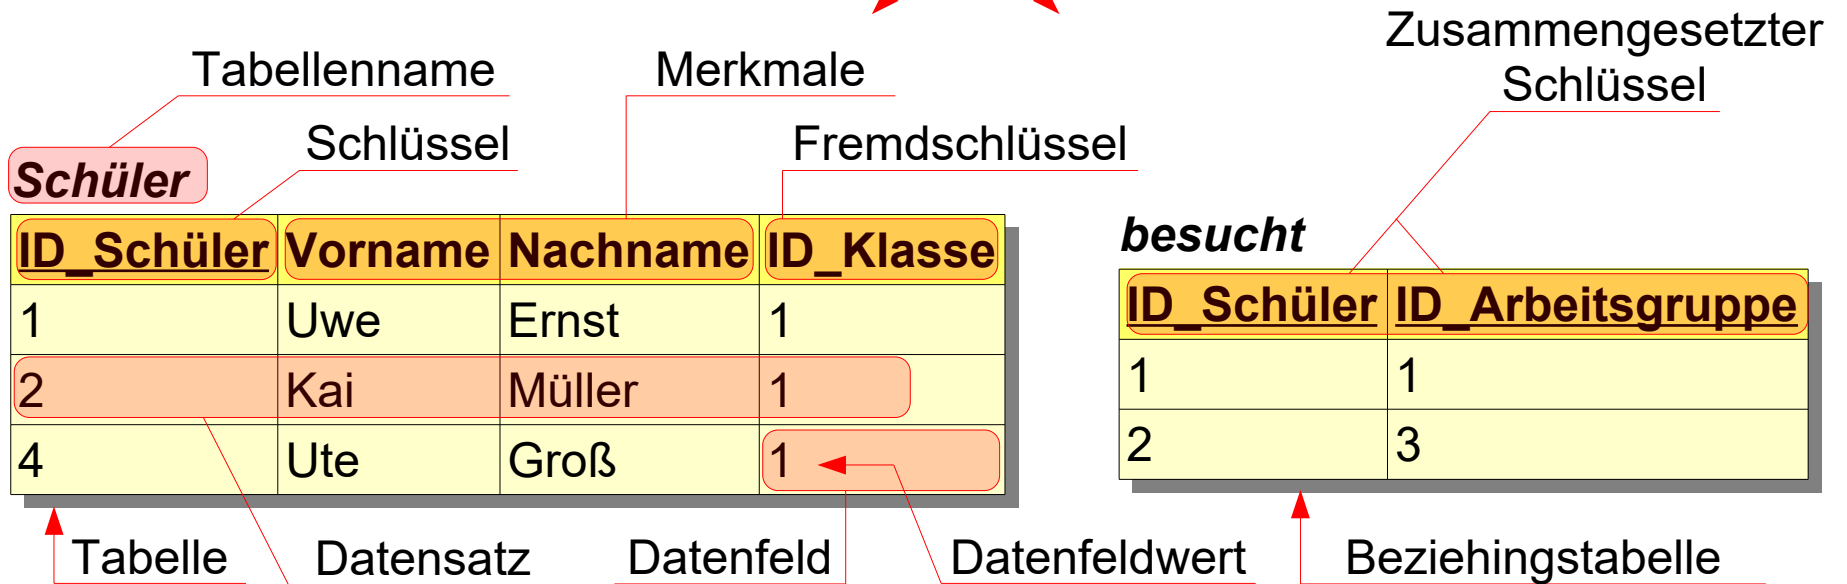 Zusammengesetzter
Schlüssel
Tabellenname
Merkmale
Schlüssel
Fremdschlüssel
Schüler
ID_Schüler Vorname Nachname ID_Klasse
1 Uwe Ernst 1
2 Kai Müller 1
4 Ute Groß 1
besucht
ID_Schüler ID_Arbeitsgruppe
1 1
2 3
Tabelle Datensatz Datenfeld Datenfeldwert Beziehingstabelle